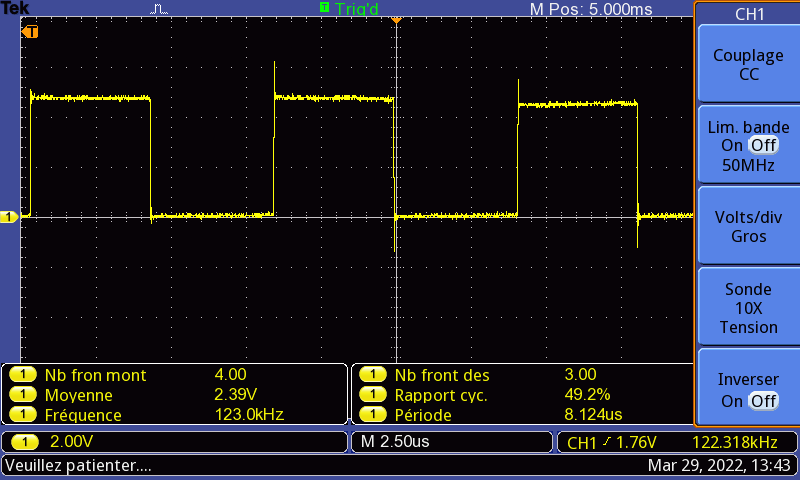 Tek
T Trig'd
M Pos: 5.000ms
CH1
T
Couplage
CC
Lim. bande
On Off
50MHz
1
Volts/div
Gros
Sonde
10X
Tension
Inverser
On Off
1 Nb fron mont 4.00
1 Moyenne 2.39V
1 Fréquence 123.0kHz
1 Nb front des 3.00
1 Rapport cyc. 49.2%
1 Période 8.124us
1 2.00V
M 2.50us
CH1 1.76V 122.318kHz
Veuillez patienter....
Mar 29, 2022, 13:43